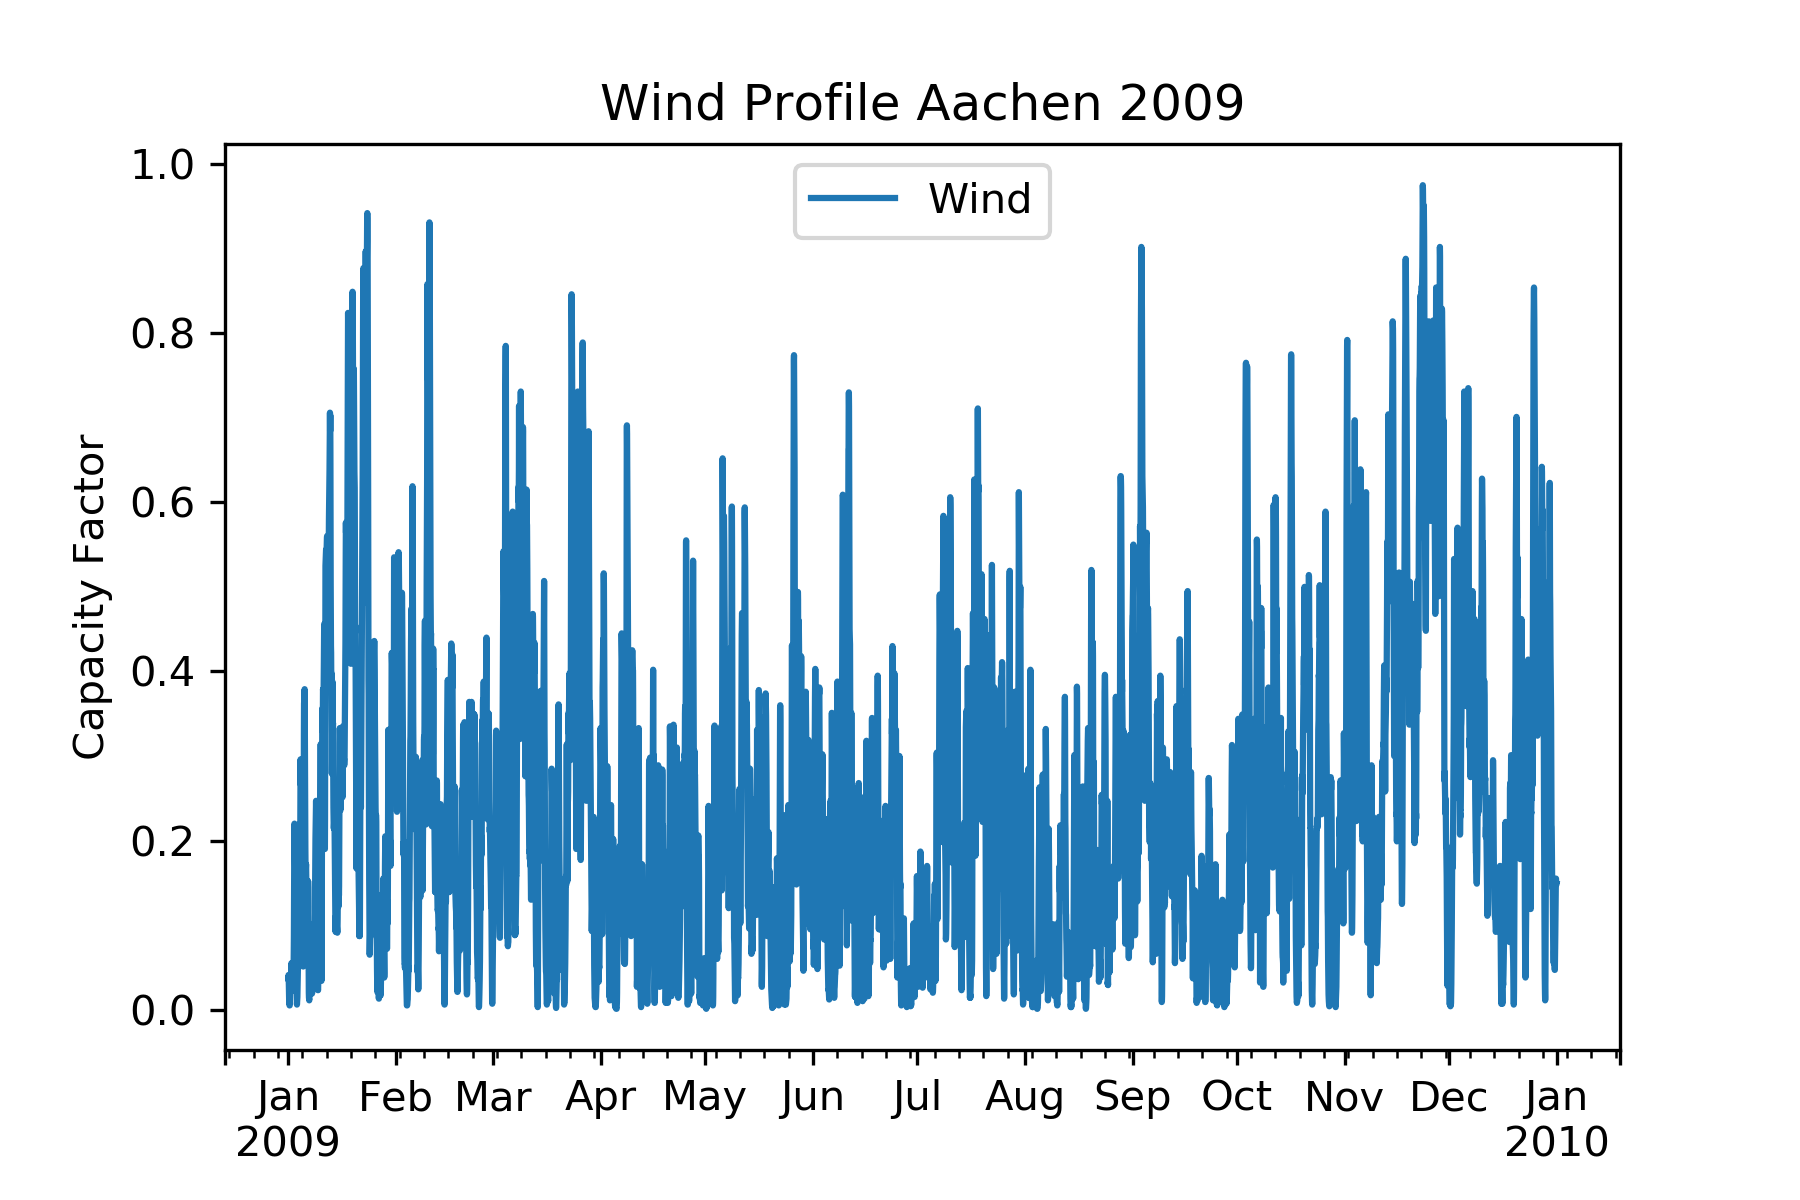 Wind Profile Aachen 2009
Wind
Capacity Factor
1.0
0.8
0.6
0.4
0.2
0.0
Jan Feb Mar Apr May Jun Jul Aug Sep Oct Nov Dec Jan
2009 2010